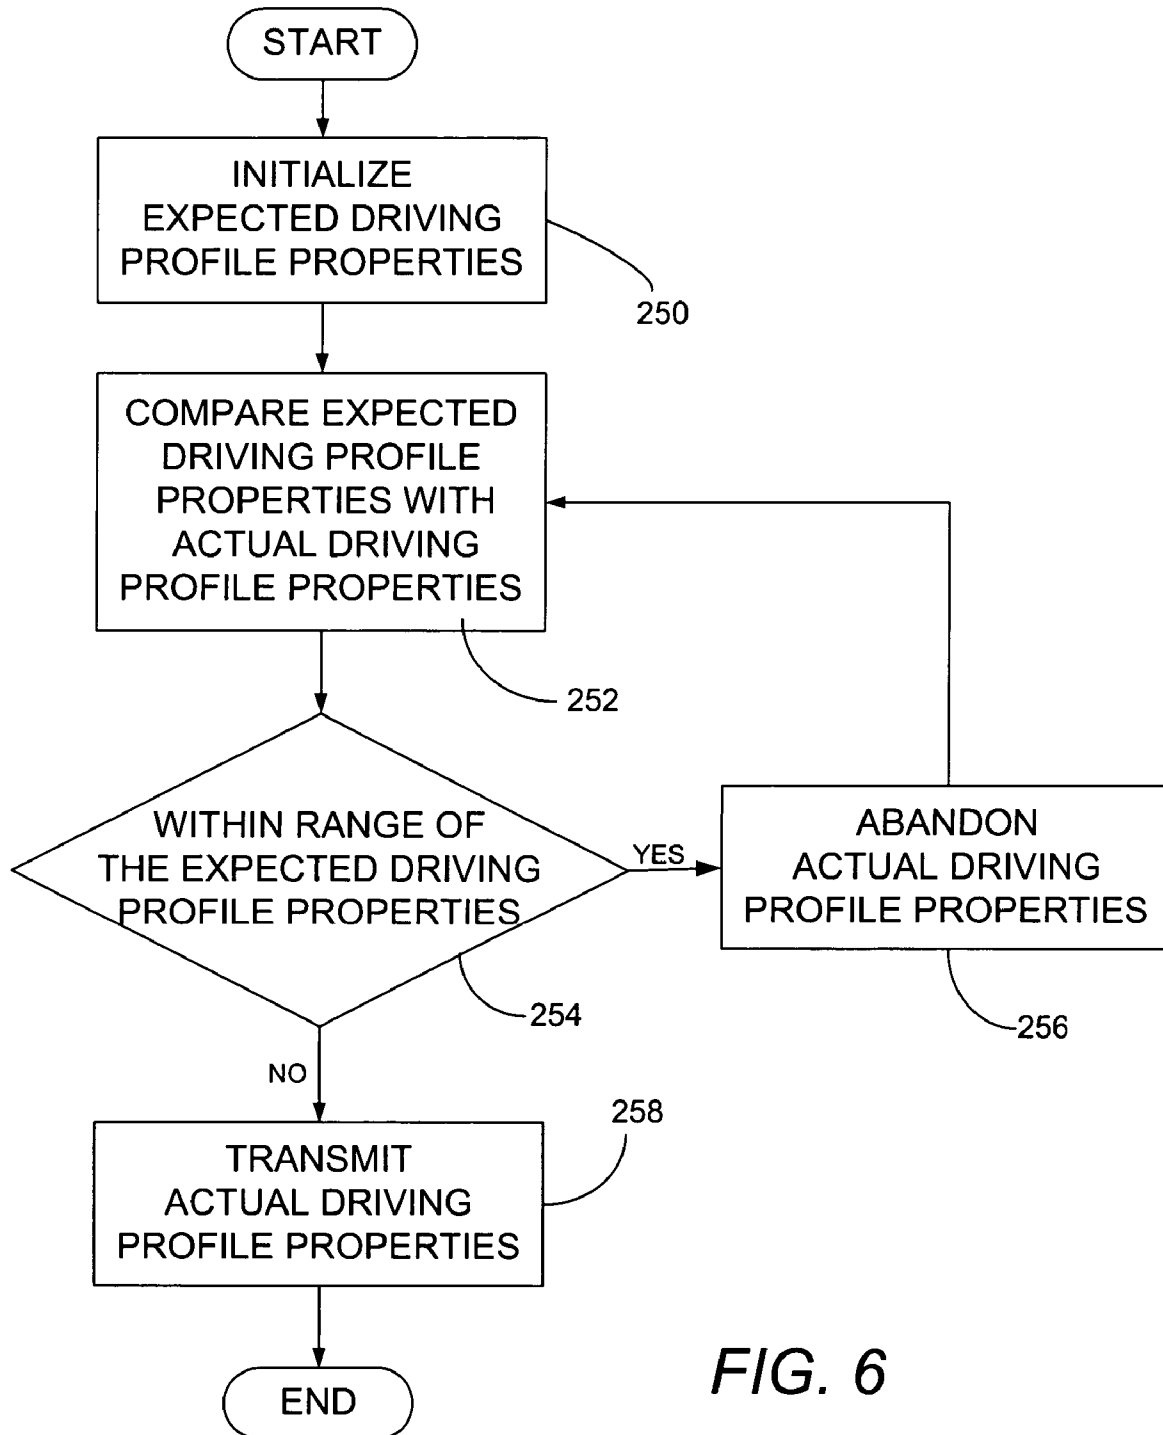 START
INITIALIZE
EXPECTED DRIVING
PROFILE PROPERTIES
250
COMPARE EXPECTED
DRIVING PROFILE
PROPERTIES WITH
ACTUAL DRIVING
PROFILE PROPERTIES
252
WITHIN RANGE OF
THE EXPECTED DRIVING
PROFILE PROPERTIES
254
YES
ABANDON
ACTUAL DRIVING
PROFILE PROPERTIES
256
NO
258
TRANSMIT
ACTUAL DRIVING
PROFILE PROPERTIES
END
FIG. 6